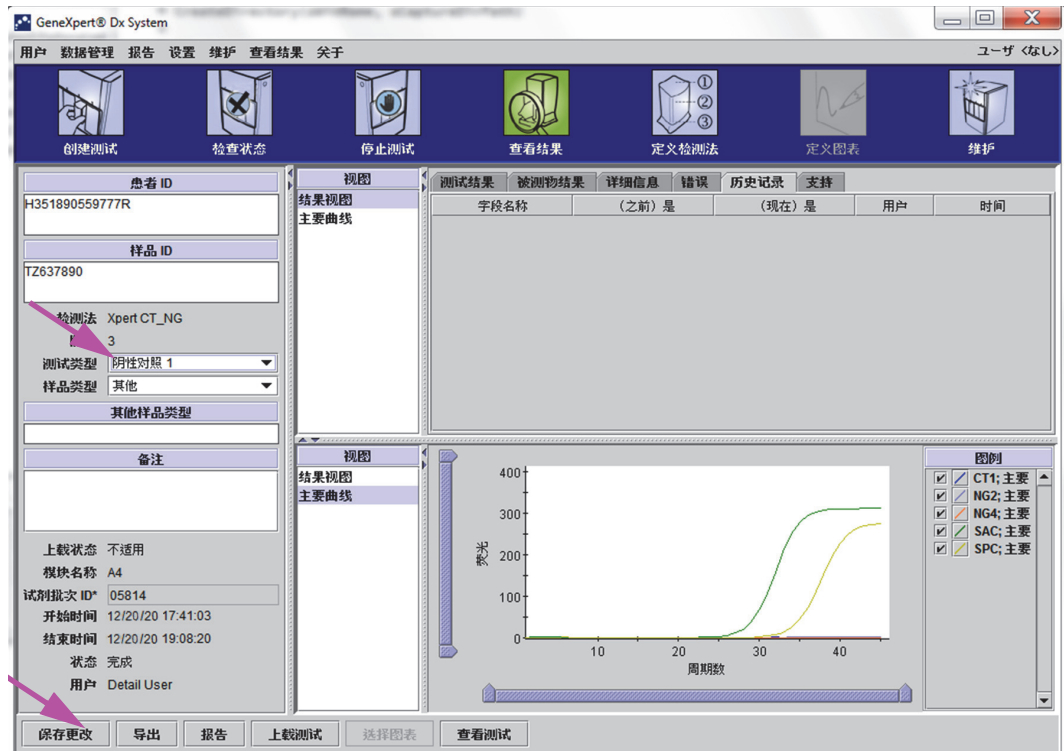 GeneXpert® Dx System
用户 数据管理 报告 设置 维护 查看结果 关于 ユーザ〈なし〉
创建测试 检查状态 停止测试 查看结果 定义检测法 定义图表 维护
患者 ID
H351890559777R
样品 ID
TZ637890
检测法 Xpert CT_NG
3
测试类型 阴性对照 1
样品类型 其他
其他样品类型
备注
上载状态 不适用
模块名称 A4
试剂批次 ID* 05814
开始时间 12/20/20 17:41:03
结束时间 12/20/20 19:08:20
状态 完成
用户 Detail User
视图
结果视图
主要曲线
测试结果 被测物结果 详细信息 错误 历史记录 支持
字段名称 （之前）是 （现在）是 用户 时间
视图
结果视图
主要曲线
400
300
200
100
0
荧光
10 20 30 40
周期数
图例
CT1; 主要
NG2; 主要
NG4; 主要
SAC; 主要
SPC; 主要
保存更改 导出 报告 上载测试 选择图表 查看测试